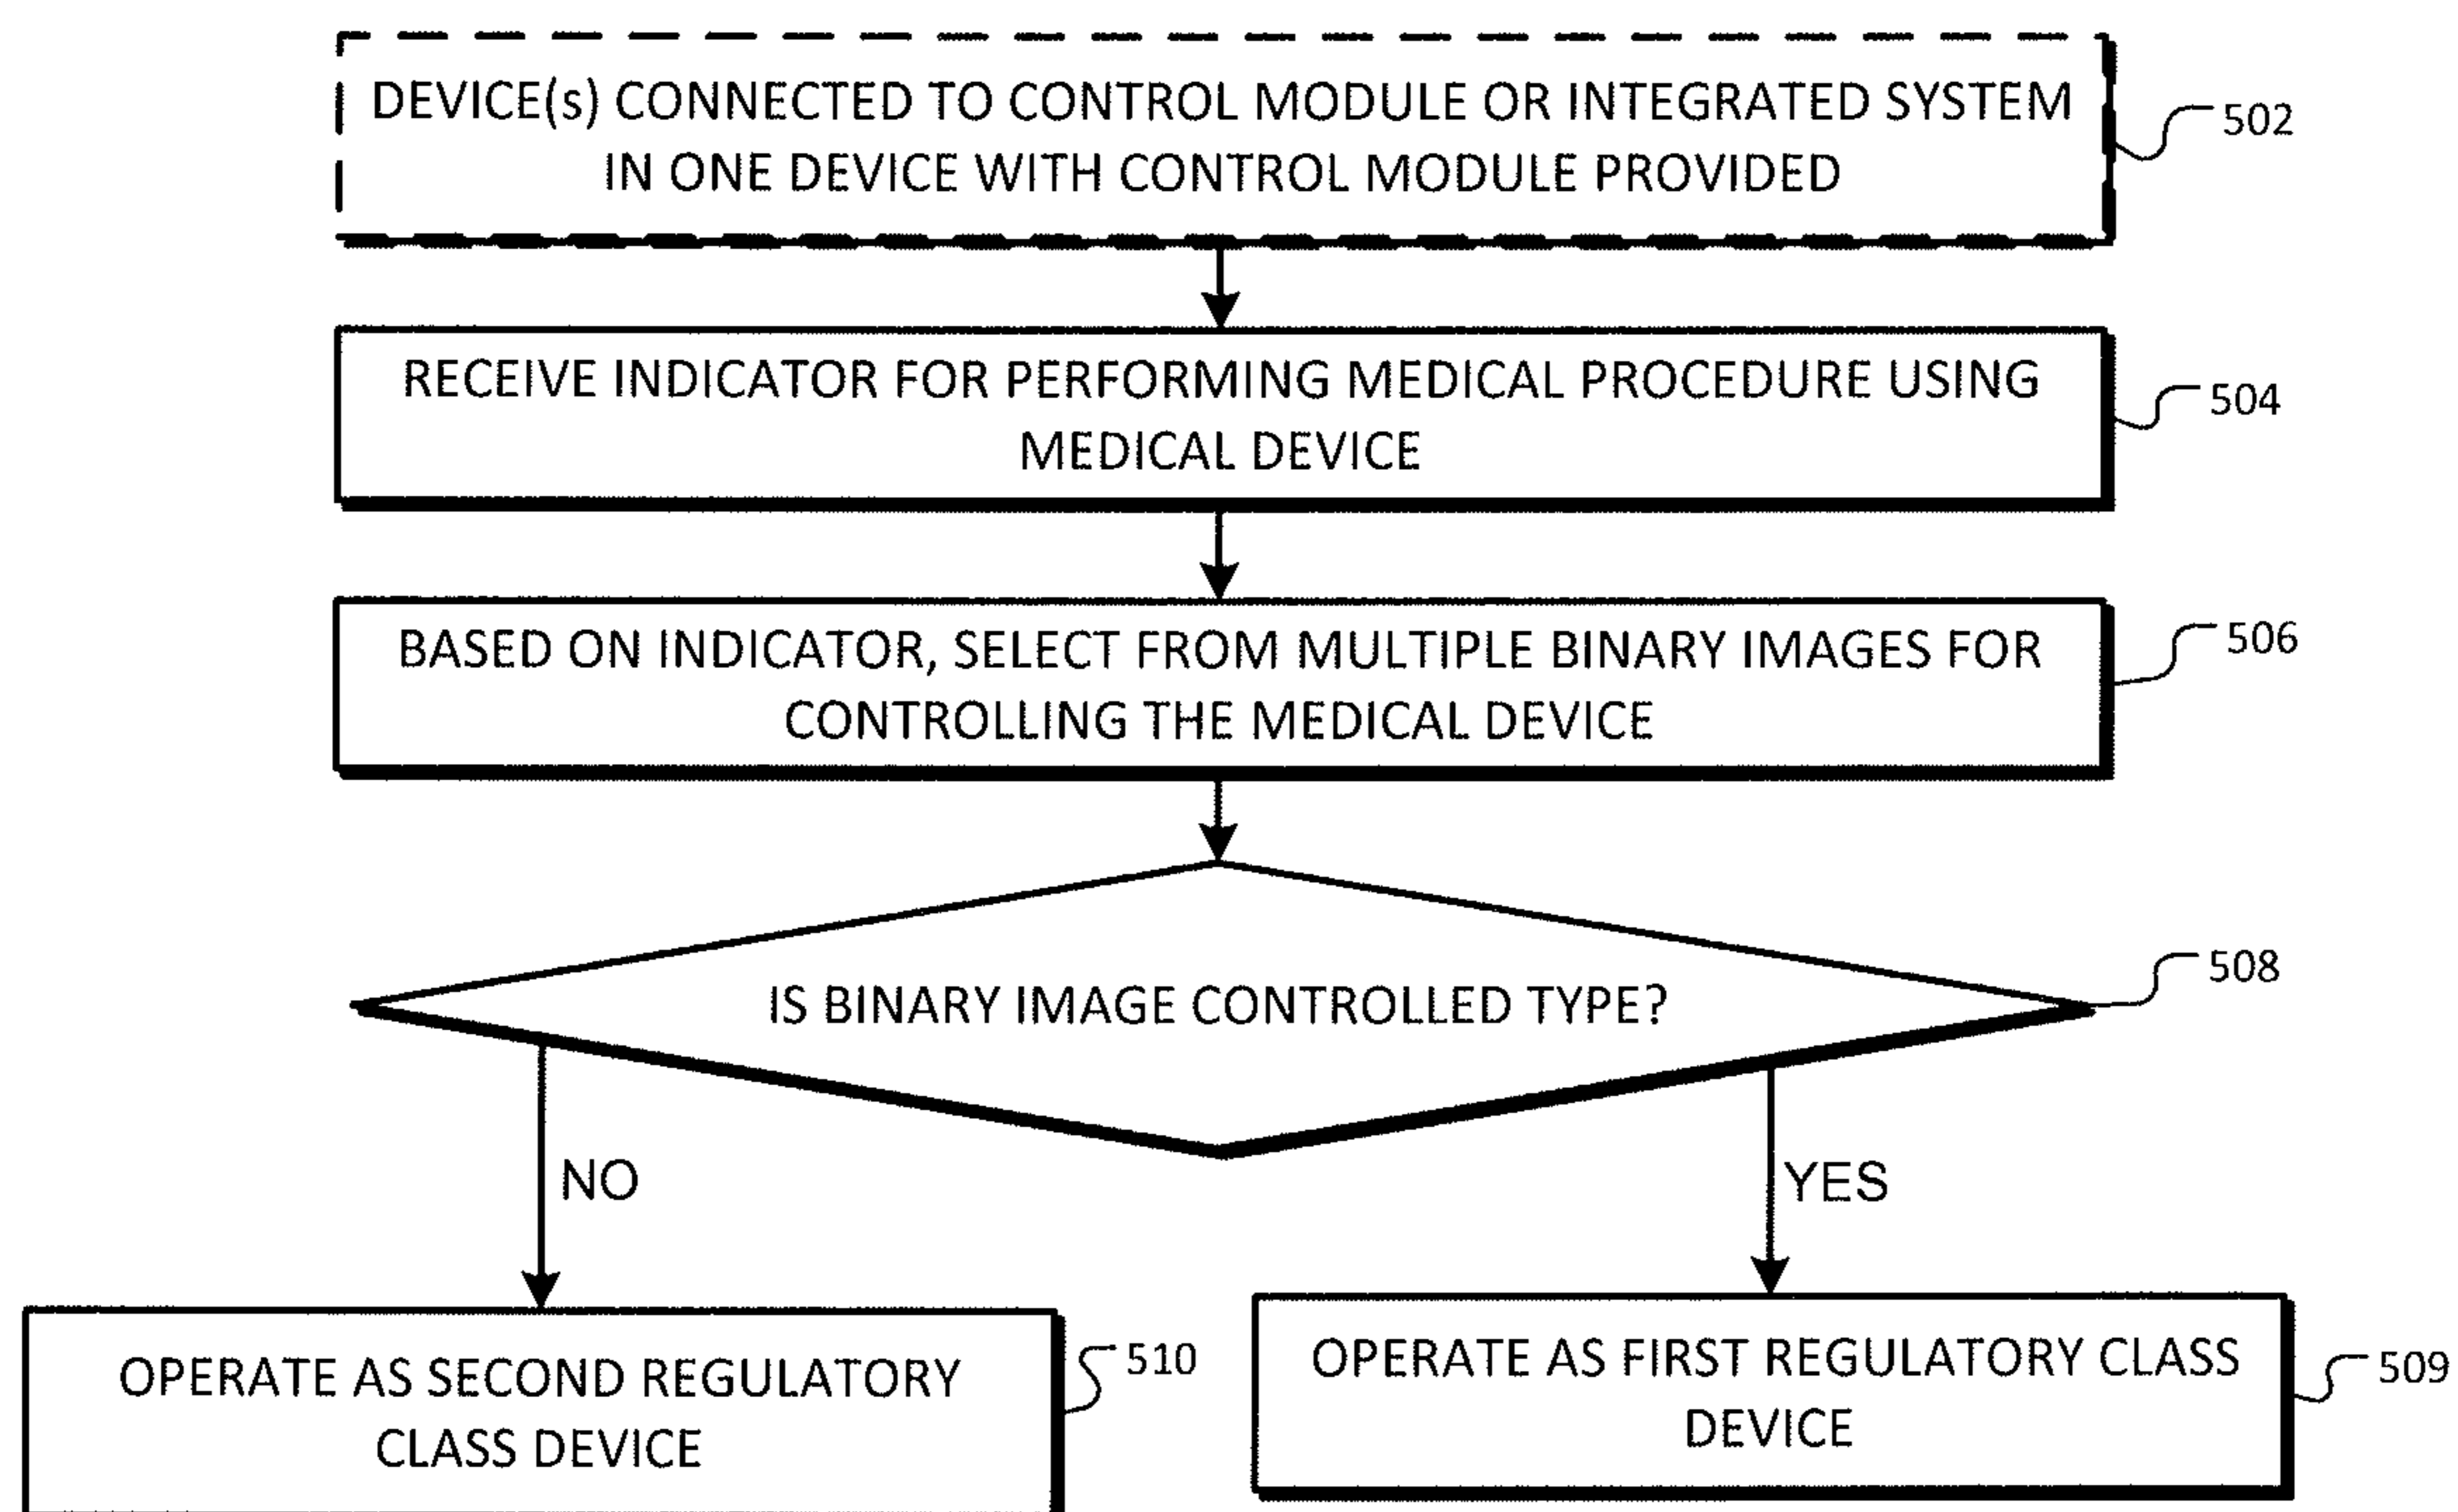 DEVICE(s) CONNECTED TO CONTROL MODULE OR INTEGRATED SYSTEM
IN ONE DEVICE WITH CONTROL MODULE PROVIDED
502
RECEIVE INDICATOR FOR PERFORMING MEDICAL PROCEDURE USING
MEDICAL DEVICE
504
BASED ON INDICATOR, SELECT FROM MULTIPLE BINARY IMAGES FOR
CONTROLLING THE MEDICAL DEVICE
506
IS BINARY IMAGE CONTROLLED TYPE?
508
NO
YES
OPERATE AS SECOND REGULATORY
CLASS DEVICE
510
OPERATE AS FIRST REGULATORY CLASS
DEVICE
509